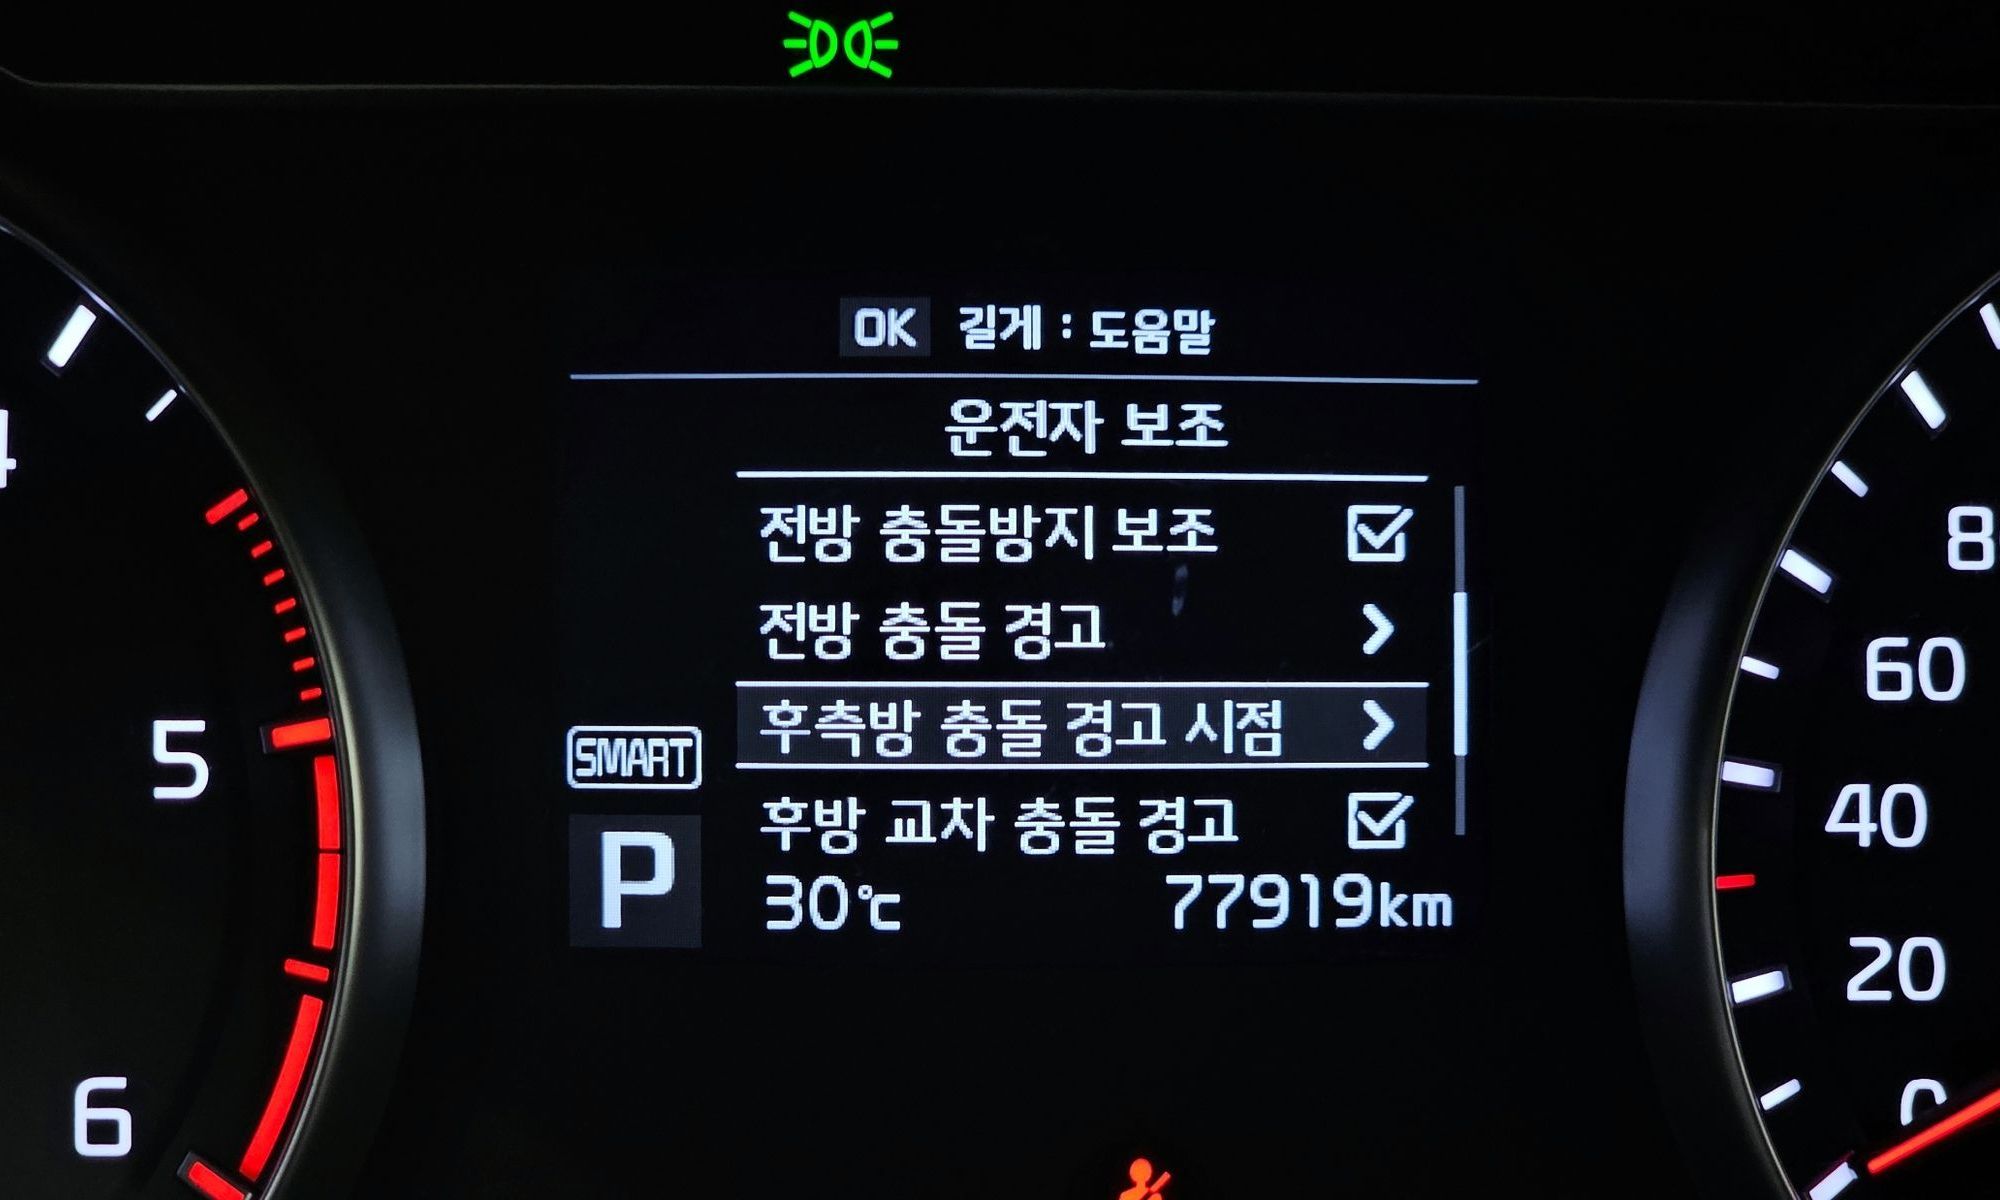 OK 길게 : 도움말
운전자 보조
전방 충돌방지 보조
전방 충돌 경고
후측방 충돌 경고 시점
후방 교차 충돌 경고
SMART
P
30℃ 77919km
4
5
6
8
60
40
20
0